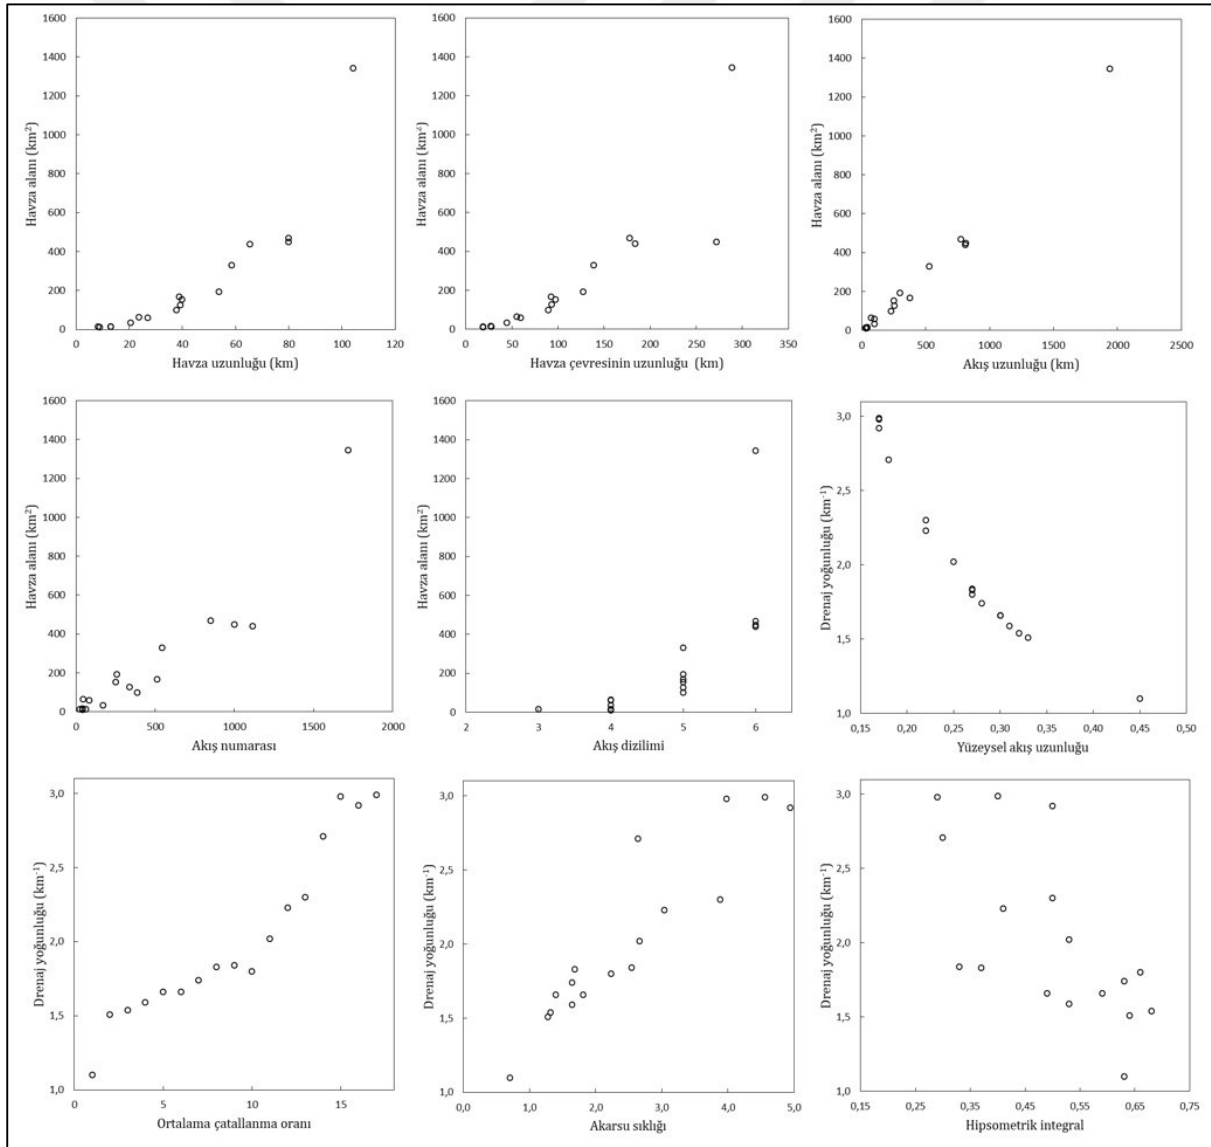 1600
1400
1200
1000
800
600
400
200
0
Havza alanı (km²)
0 20 40 60 80 100 120
Havza uzunluğu (km)
1600
1400
1200
1000
800
600
400
200
0
Havza alanı (km²)
0 50 100 150 200 250 300 350
Havza çevresinin uzunluğu (km)
1600
1400
1200
1000
800
600
400
200
0
Havza alanı (km²)
0 500 1000 1500 2000 2500
Akış uzunluğu (km)
1600
1400
1200
1000
800
600
400
200
0
Havza alanı (km²)
0 500 1000 1500 2000
Akış numarası
1600
1400
1200
1000
800
600
400
200
0
Havza alanı (km²)
2 3 4 5 6
Akış dizilimi
3,0
2,5
2,0
1,5
1,0
Drenaj yoğunluğu (km⁻¹)
0,15 0,20 0,25 0,30 0,35 0,40 0,45 0,50
Yüzeysel akış uzunluğu
3,0
2,5
2,0
1,5
1,0
Drenaj yoğunluğu (km⁻¹)
0 5 10 15
Ortalama çatallanma oranı
3,0
2,5
2,0
1,5
1,0
Drenaj yoğunluğu (km⁻¹)
0,0 1,0 2,0 3,0 4,0 5,0
Akarsu sıklığı
3,0
2,5
2,0
1,5
1,0
Drenaj yoğunluğu (km⁻¹)
0,15 0,25 0,35 0,45 0,55 0,65 0,75
Hipsometrik integral